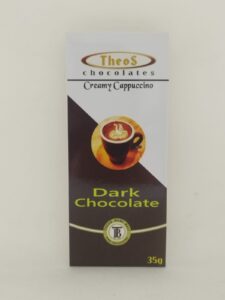 TheoS
chocolates
Creamy Cappuccino
Dark
Chocolate
35g